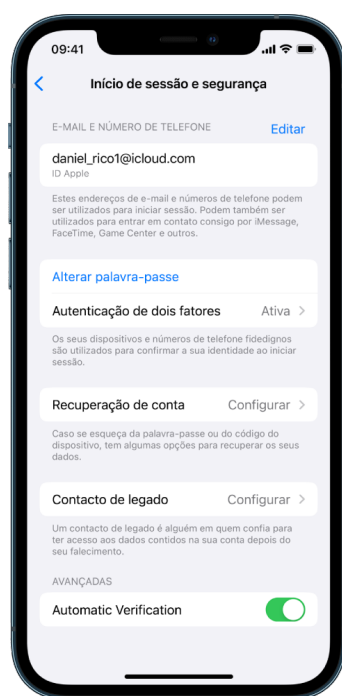 09:41
Início de sessão e segurança
E-MAIL E NÚMERO DE TELEFONE Editar
daniel_rico1@icloud.com
ID Apple
Estes endereços de e-mail e números de telefone podem
ser utilizados para iniciar sessão. Podem também ser
utilizados para entrar em contato consigo por iMessage,
FaceTime, Game Center e outros.
Alterar palavra-passe
Autenticação de dois fatores Ativa
Os seus dispositivos e números de telefone fidedignos
são utilizados para confirmar a sua identidade ao iniciar
sessão.
Recuperação de conta Configurar
Caso se esqueça da palavra-passe ou do código do
dispositivo, tem algumas opções para recuperar os seus
dados.
Contacto de legado Configurar
Um contacto de legado é alguém em quem confia para
ter acesso aos dados contidos na sua conta depois do
seu falecimento.
AVANÇADAS
Automatic Verification